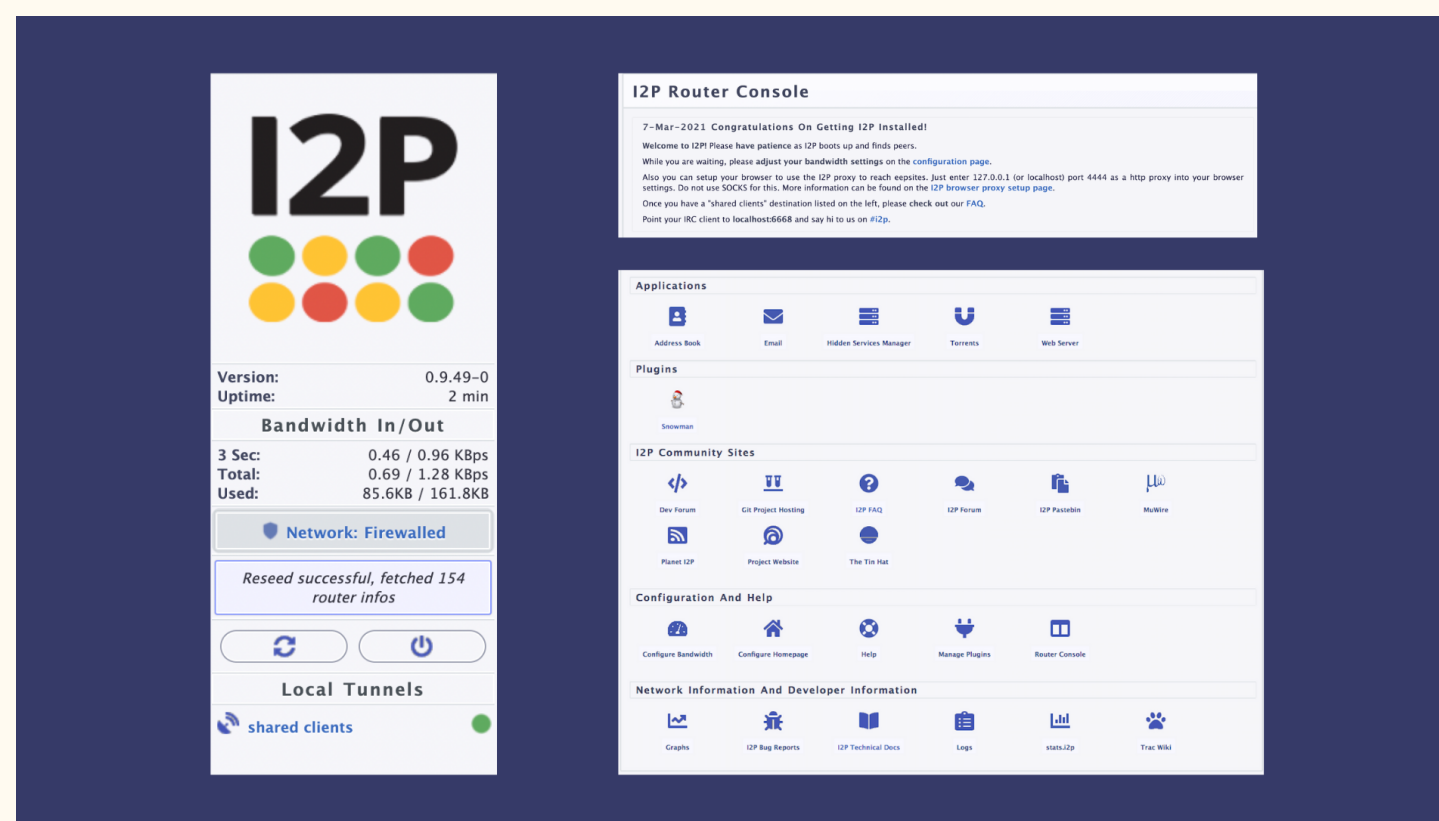 I2P
Version: 0.9.49-0
Uptime: 2 min
Bandwidth In/Out
3 Sec: 0.46 / 0.96 KBps
Total: 0.69 / 1.28 KBps
Used: 85.6KB / 161.8KB
Network: Firewalled
Reseed successful, fetched 154
router infos
Local Tunnels
shared clients
I2P Router Console
7-Mar-2021 Congratulations On Getting I2P Installed!
Welcome to I2P! Please have patience as I2P boots up and finds peers.
While you are waiting, please adjust your bandwidth settings on the configuration page.
Also you can setup your browser to use the I2P proxy to reach eepsites. Just enter 127.0.0.1 (or localhost) port 4444 as a http proxy into your browser
settings. Do not use SOCKS for this. More information can be found on the I2P browser proxy setup page.
Once you have a "shared clients" destination listed on the left, please check out our FAQ.
Point your IRC client to localhost:6668 and say hi to us on #i2p.
Applications
Address Book Email Hidden Services Manager Torrents Web Server
Plugins
Snowman
I2P Community Sites
Dev Forum Git Project Hosting I2P FAQ I2P Forum I2P Pastebin MuWire
Planet I2P Project Website The Tin Hat
Configuration And Help
Configure Bandwidth Configure Homepage Help Manage Plugins Router Console
Network Information And Developer Information
Graphs I2P Bug Reports I2P Technical Docs Logs stats.i2p Trac Wiki